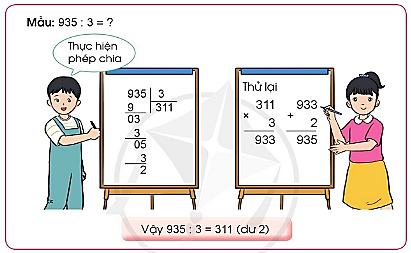 Mẫu: 935 : 3 = ?
Thực hiện
phép chia
935 3
9 311
03
3
05
3
2
Thử lại
311 933
× 3 + 2
933 935
Vậy 935 : 3 = 311 (dư 2)